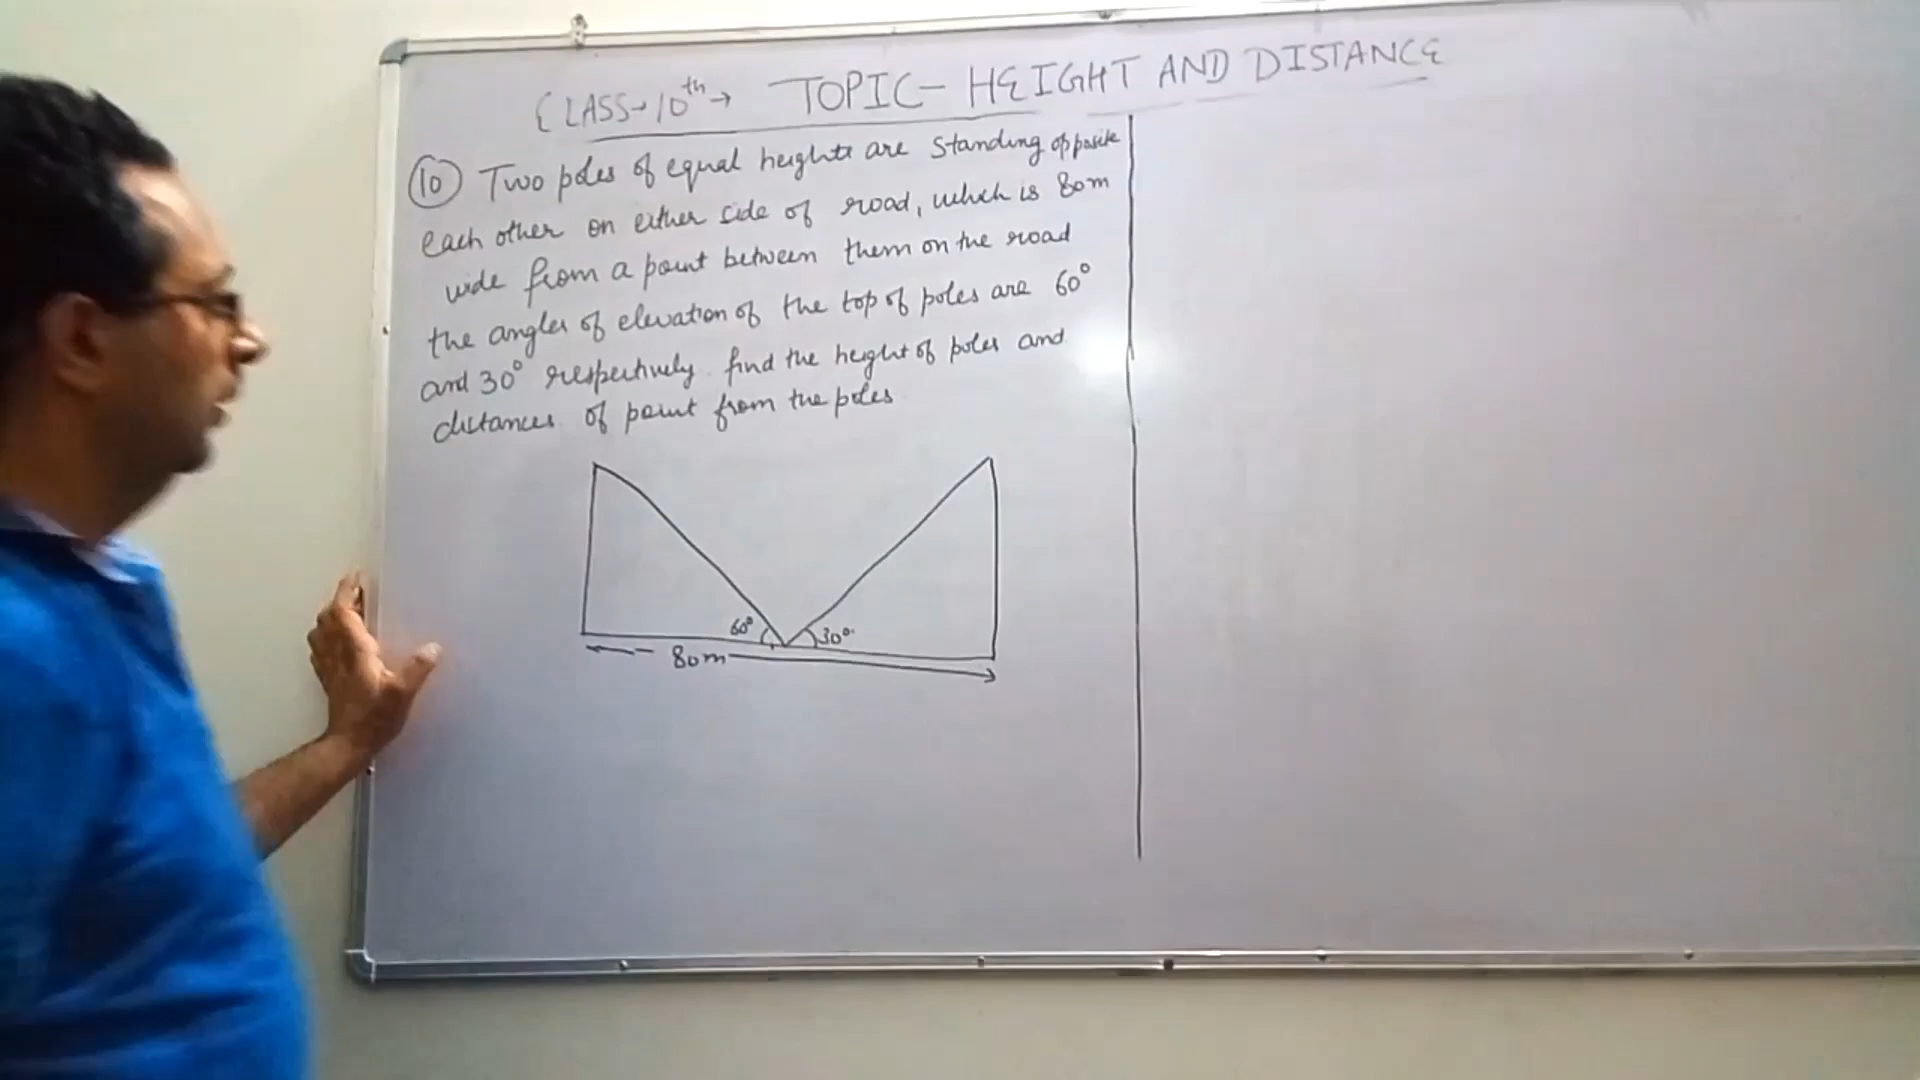 CLASS→10th→ TOPIC- HEIGHT AND DISTANCE
10 Two poles of equal heights are standing opposite
each other on either side of road, which is 80m
wide from a point between them on the road
the angles of elevation of the top of poles are 60°
and 30° respectively. find the height of poles and
distances of point from the poles
60° 30°
80m